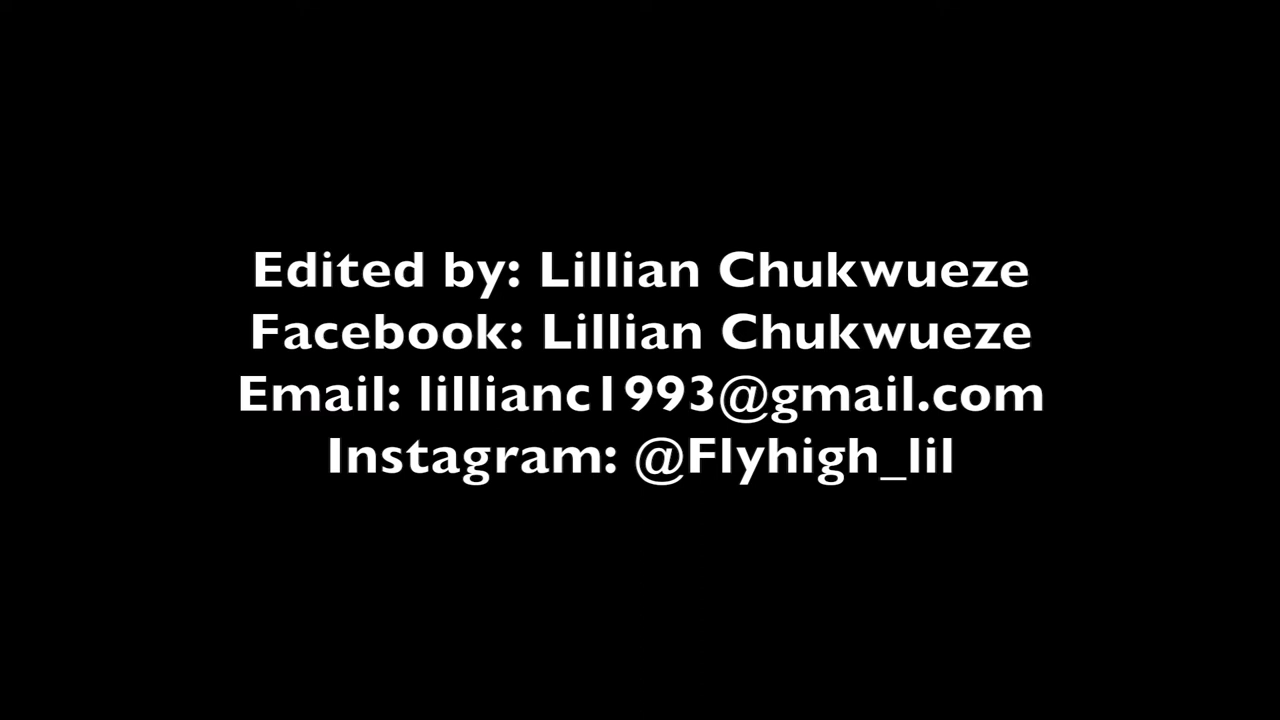 Edited by: Lillian Chukwueze
Facebook: Lillian Chukwueze
Email: lillianc1993@gmail.com
Instagram: @Flyhigh_lil